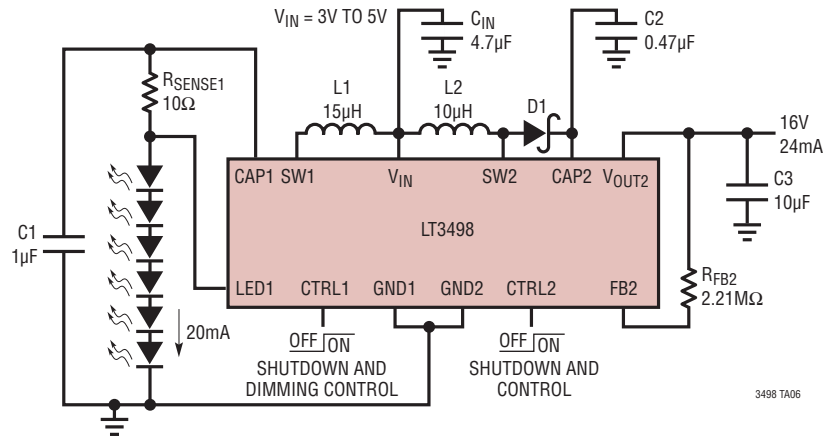 V_IN = 3V TO 5V
C_IN
4.7µF
C2
0.47µF
R_SENSE1
10Ω
L1
15µH
L2
10µH
D1
16V
24mA
CAP1 SW1 V_IN SW2 CAP2 V_OUT2
C3
10µF
C1
1µF
LT3498
R_FB2
2.21MΩ
LED1 CTRL1 GND1 GND2 CTRL2 FB2
20mA
OFF ON
SHUTDOWN AND
DIMMING CONTROL
OFF ON
SHUTDOWN AND
CONTROL
3498 TA06